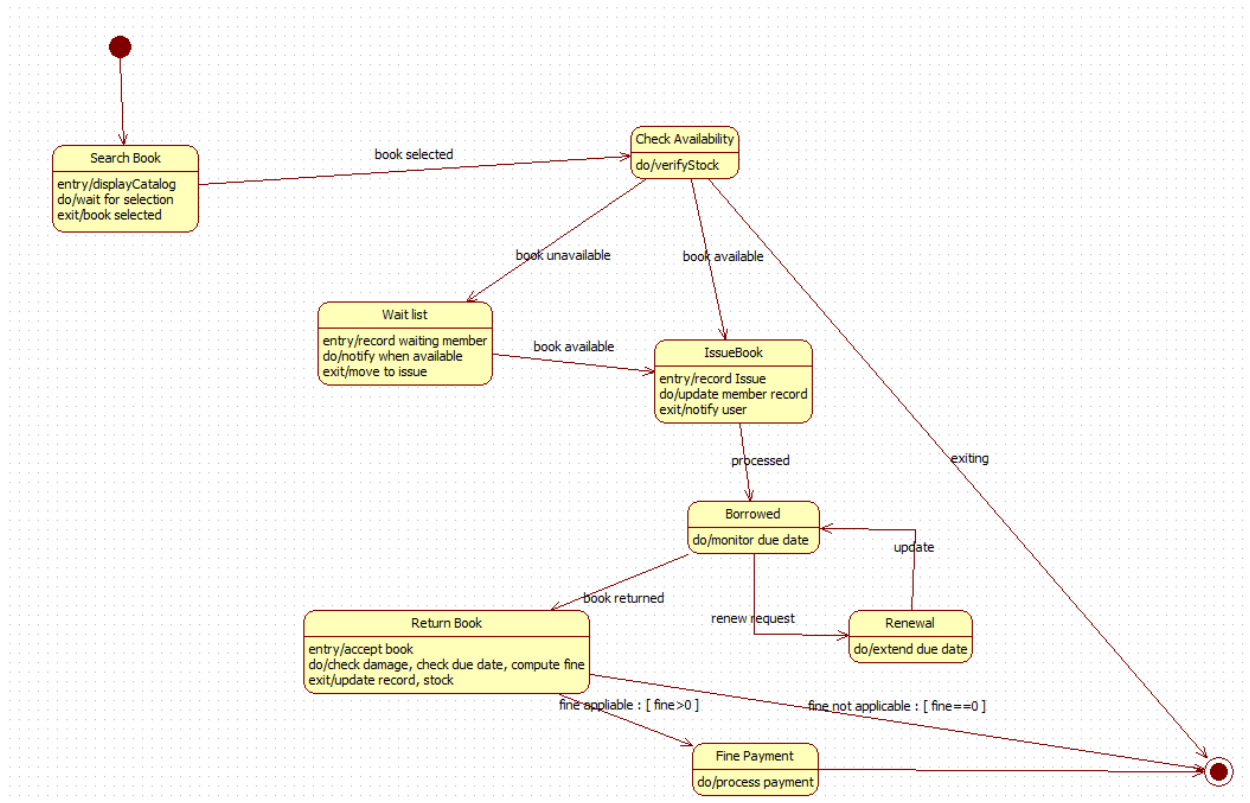 Search Book
entry/displayCatalog
do/wait for selection
exit/book selected
book selected
Check Availability
do/verifyStock
book unavailable
book available
exiting
Wait list
entry/record waiting member
do/notify when available
exit/move to issue
book available
IssueBook
entry/record Issue
do/update member record
exit/notify user
processed
Borrowed
do/monitor due date
update
book returned
renew request
Renewal
do/extend due date
Return Book
entry/accept book
do/check damage, check due date, compute fine
exit/update record, stock
fine appliable : [ fine>0 ]
fine not applicable : [ fine==0 ]
Fine Payment
do/process payment